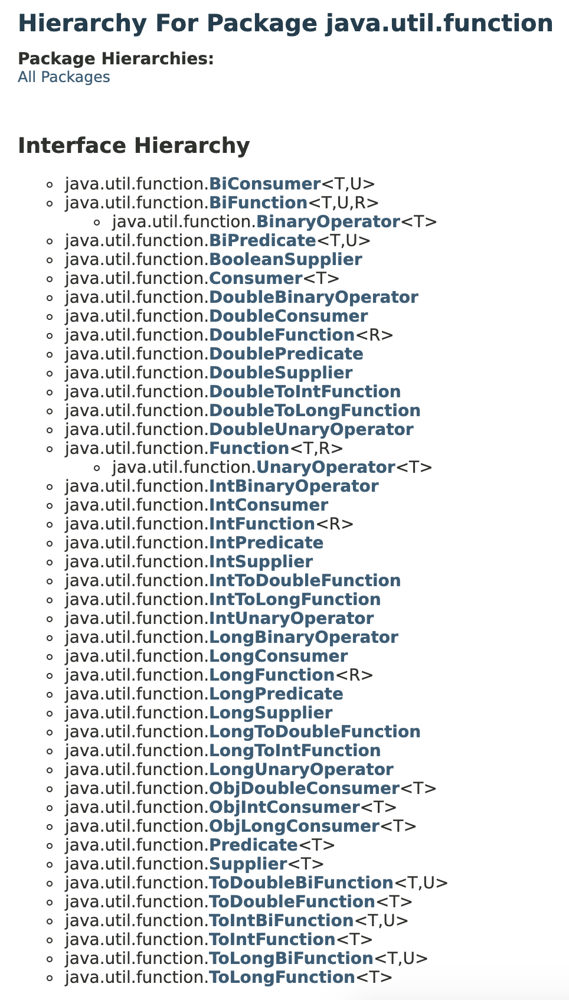 Hierarchy For Package java.util.function
Package Hierarchies:
All Packages
Interface Hierarchy
java.util.function.BiConsumer<T,U>
java.util.function.BiFunction<T,U,R>
java.util.function.BinaryOperator<T>
java.util.function.BiPredicate<T,U>
java.util.function.BooleanSupplier
java.util.function.Consumer<T>
java.util.function.DoubleBinaryOperator
java.util.function.DoubleConsumer
java.util.function.DoubleFunction<R>
java.util.function.DoublePredicate
java.util.function.DoubleSupplier
java.util.function.DoubleToIntFunction
java.util.function.DoubleToLongFunction
java.util.function.DoubleUnaryOperator
java.util.function.Function<T,R>
java.util.function.UnaryOperator<T>
java.util.function.IntBinaryOperator
java.util.function.IntConsumer
java.util.function.IntFunction<R>
java.util.function.IntPredicate
java.util.function.IntSupplier
java.util.function.IntToDoubleFunction
java.util.function.IntToLongFunction
java.util.function.IntUnaryOperator
java.util.function.LongBinaryOperator
java.util.function.LongConsumer
java.util.function.LongFunction<R>
java.util.function.LongPredicate
java.util.function.LongSupplier
java.util.function.LongToDoubleFunction
java.util.function.LongToIntFunction
java.util.function.LongUnaryOperator
java.util.function.ObjDoubleConsumer<T>
java.util.function.ObjIntConsumer<T>
java.util.function.ObjLongConsumer<T>
java.util.function.Predicate<T>
java.util.function.Supplier<T>
java.util.function.ToDoubleBiFunction<T,U>
java.util.function.ToDoubleFunction<T>
java.util.function.ToIntBiFunction<T,U>
java.util.function.ToIntFunction<T>
java.util.function.ToLongBiFunction<T,U>
java.util.function.ToLongFunction<T>